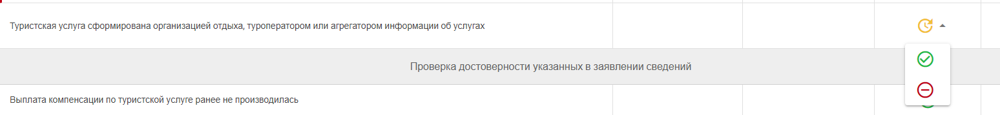 Туристская услуга сформирована организацией отдыха, туроператором или агрегатором информации об услугах
Проверка достоверности указанных в заявлении сведений
Выплата компенсации по туристской услуге ранее не производилась